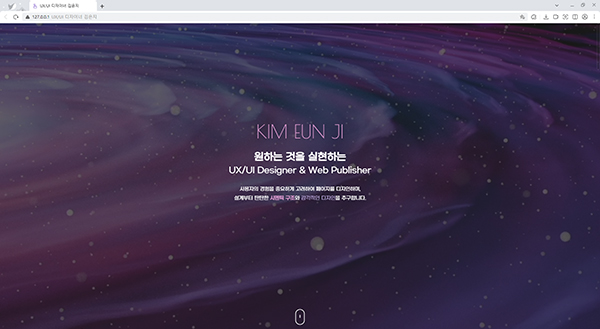 UX/UI 디자이너 김은지
127.0.0.1 UX/UI 디자이너 김은지
KIM EUN JI
원하는 것을 실현하는
UX/UI Designer & Web Publisher
사용자의 경험을 중요하게 고려하여 페이지를 디자인하며,
설계부터 탄탄한 시맨틱 구조와 감각적인 디자인을 추구합니다.